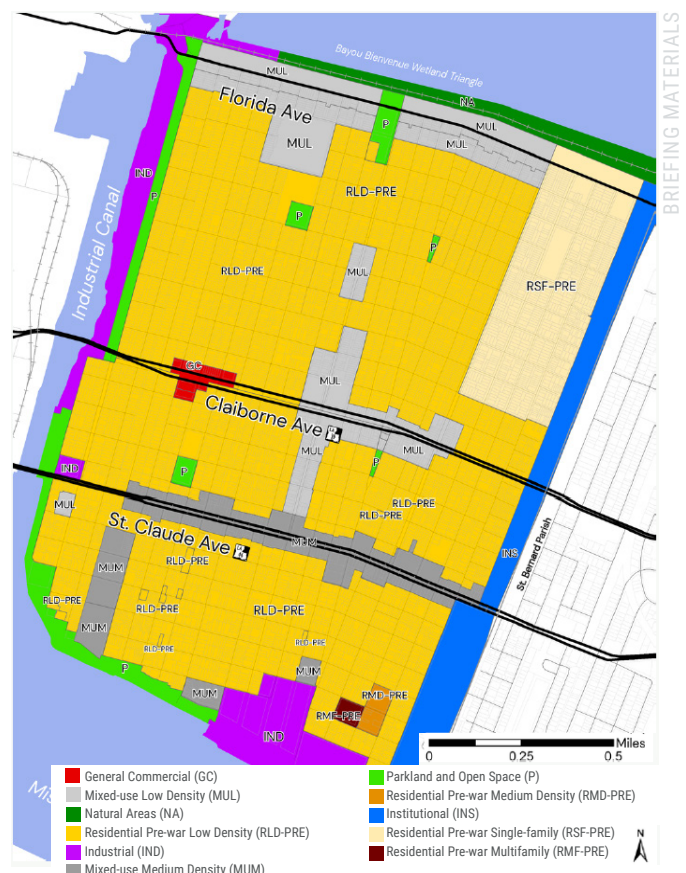 BRIEFING MATERIALS
Bayou Bienvenue Wetland Triangle
MUL
NA
Florida Ave
P
MUL
MUL
MUL
IND
P
RLD-PRE
P
P
Industrial Canal
RLD-PRE
MUL
RSF-PRE
GC
MUL
Claiborne Ave
MUL
MUL
IND
P
P
MUL
RLD-PRE
RLD-PRE
St. Claude Ave
MUM
INS
St. Bernard Parish
MUM
RLD-PRE
RLD-PRE
RLD-PRE
RLD-PRE
MUM
RLD-PRE
RLD-PRE
P
MUM
MUM
RMD-PRE
RMF-PRE
IND
Miles
0 0.25 0.5
General Commercial (GC)
Mixed-use Low Density (MUL)
Natural Areas (NA)
Residential Pre-war Low Density (RLD-PRE)
Industrial (IND)
Mixed-use Medium Density (MUM)
Parkland and Open Space (P)
Residential Pre-war Medium Density (RMD-PRE)
Institutional (INS)
Residential Pre-war Single-family (RSF-PRE)
Residential Pre-war Multifamily (RMF-PRE)
N